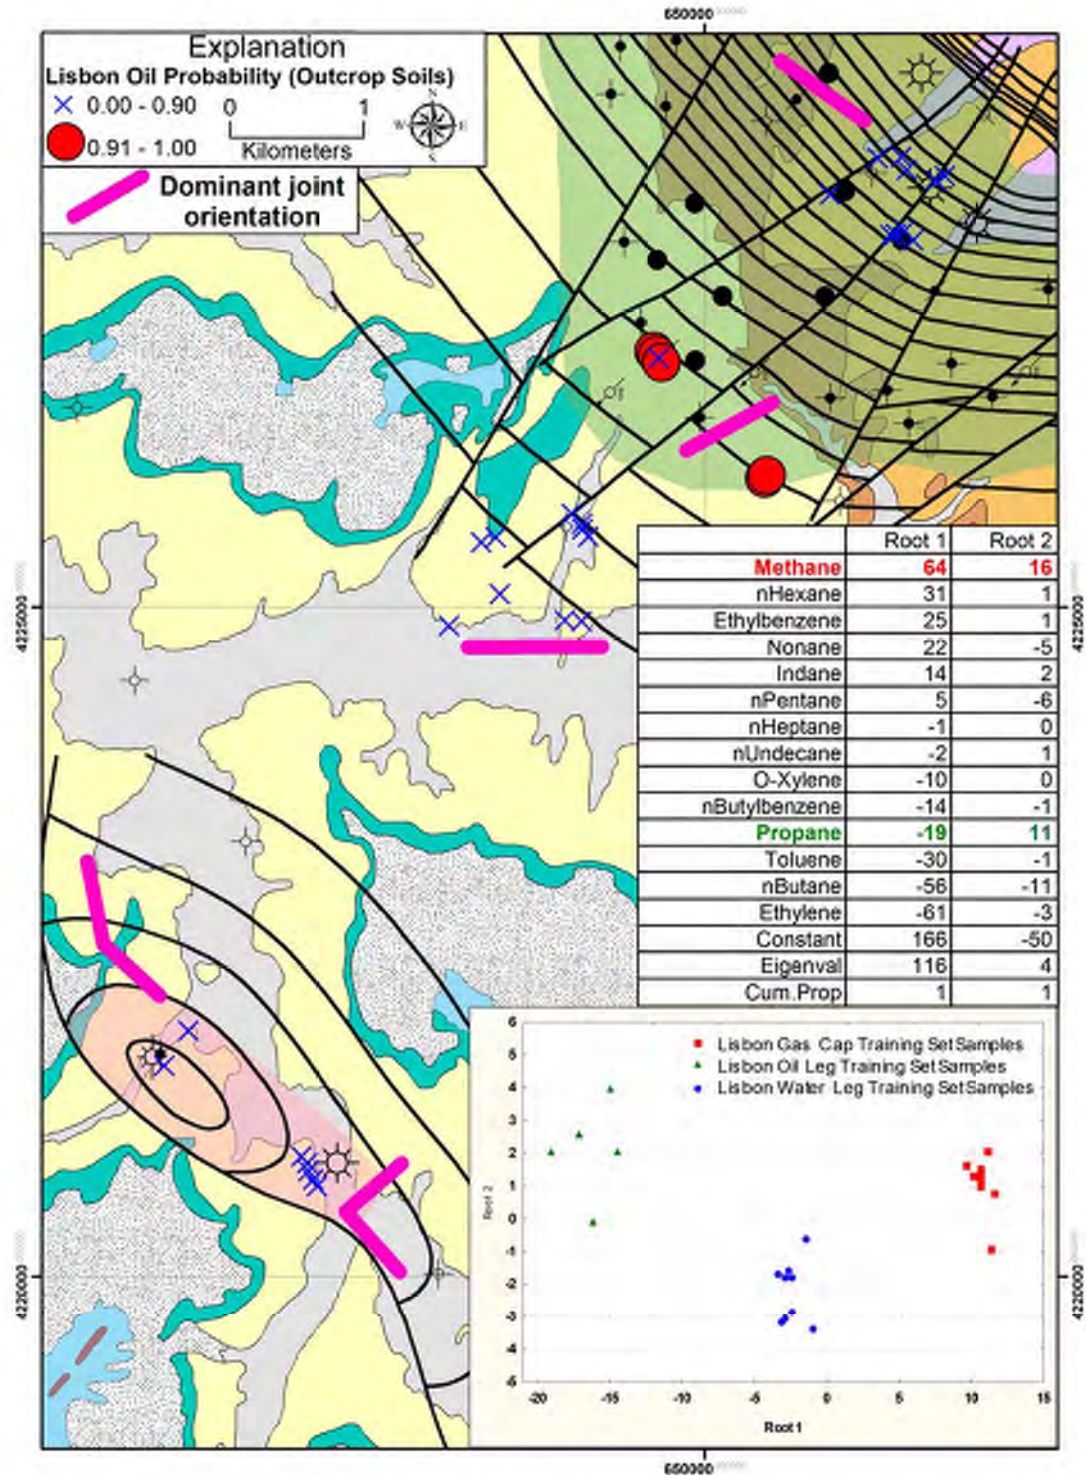 650000
Explanation
Lisbon Oil Probability (Outcrop Soils)
0.00 - 0.90
0 1
N
W E
S
0.91 - 1.00
Kilometers
Dominant joint
orientation
4225000
4225000
Root 1 Root 2
Methane 64 16
nHexane 31 1
Ethylbenzene 25 1
Nonane 22 -5
Indane 14 2
nPentane 5 -6
nHeptane -1 0
nUndecane -2 1
O-Xylene -10 0
nButylbenzene -14 -1
Propane -19 11
Toluene -30 -1
nButane -56 -11
Ethylene -61 -3
Constant 166 -50
Eigenval 116 4
Cum.Prop 1 1
6
5
4
3
2
1
0
-1
-2
-3
-4
-5
Root 2
Lisbon Gas Cap Training Set Samples
Lisbon Oil Leg Training Set Samples
Lisbon Water Leg Training Set Samples
-20 -15 -10 -5 0 5 10 15
Root 1
4220000
4220000
650000